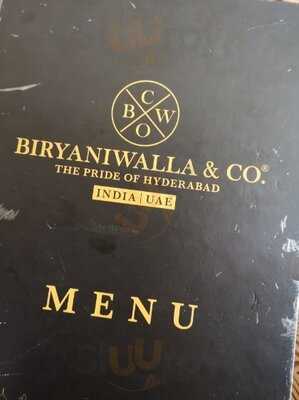 C
B W
O
BIRYANIWALLA & CO.®
THE PRIDE OF HYDERABAD
INDIA | UAE
MENU